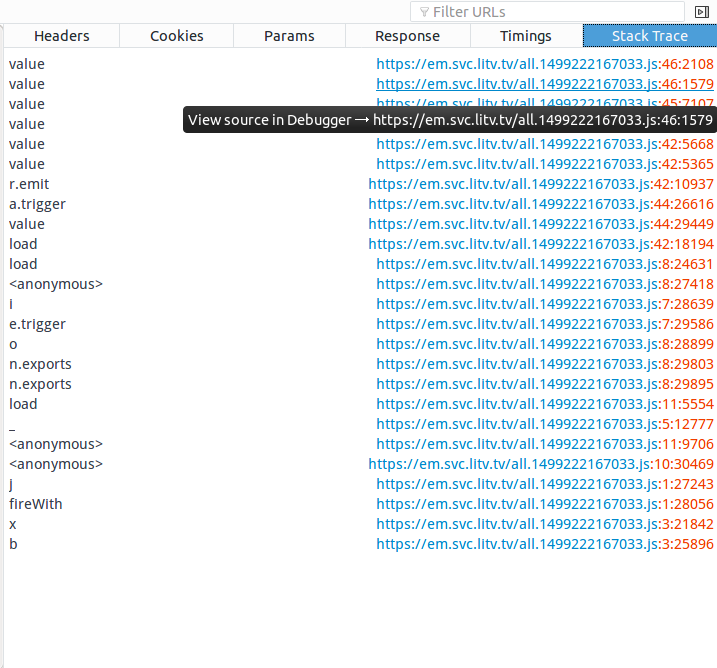 Filter URLs
Headers Cookies Params Response Timings Stack Trace
value https://em.svc.litv.tv/all.1499222167033.js:46:2108
value https://em.svc.litv.tv/all.1499222167033.js:46:1579
value https://em.svc.litv.tv/all.1499222167033.js:45:7107
value View source in Debugger → https://em.svc.litv.tv/all.1499222167033.js:46:1579
value https://em.svc.litv.tv/all.1499222167033.js:42:5668
value https://em.svc.litv.tv/all.1499222167033.js:42:5365
r.emit https://em.svc.litv.tv/all.1499222167033.js:42:10937
a.trigger https://em.svc.litv.tv/all.1499222167033.js:44:26616
value https://em.svc.litv.tv/all.1499222167033.js:44:29449
load https://em.svc.litv.tv/all.1499222167033.js:42:18194
load https://em.svc.litv.tv/all.1499222167033.js:8:24631
<anonymous> https://em.svc.litv.tv/all.1499222167033.js:8:27418
i https://em.svc.litv.tv/all.1499222167033.js:7:28639
e.trigger https://em.svc.litv.tv/all.1499222167033.js:7:29586
o https://em.svc.litv.tv/all.1499222167033.js:8:28899
n.exports https://em.svc.litv.tv/all.1499222167033.js:8:29803
n.exports https://em.svc.litv.tv/all.1499222167033.js:8:29895
load https://em.svc.litv.tv/all.1499222167033.js:11:5554
_ https://em.svc.litv.tv/all.1499222167033.js:5:12777
<anonymous> https://em.svc.litv.tv/all.1499222167033.js:11:9706
<anonymous> https://em.svc.litv.tv/all.1499222167033.js:10:30469
j https://em.svc.litv.tv/all.1499222167033.js:1:27243
fireWith https://em.svc.litv.tv/all.1499222167033.js:1:28056
x https://em.svc.litv.tv/all.1499222167033.js:3:21842
b https://em.svc.litv.tv/all.1499222167033.js:3:25896